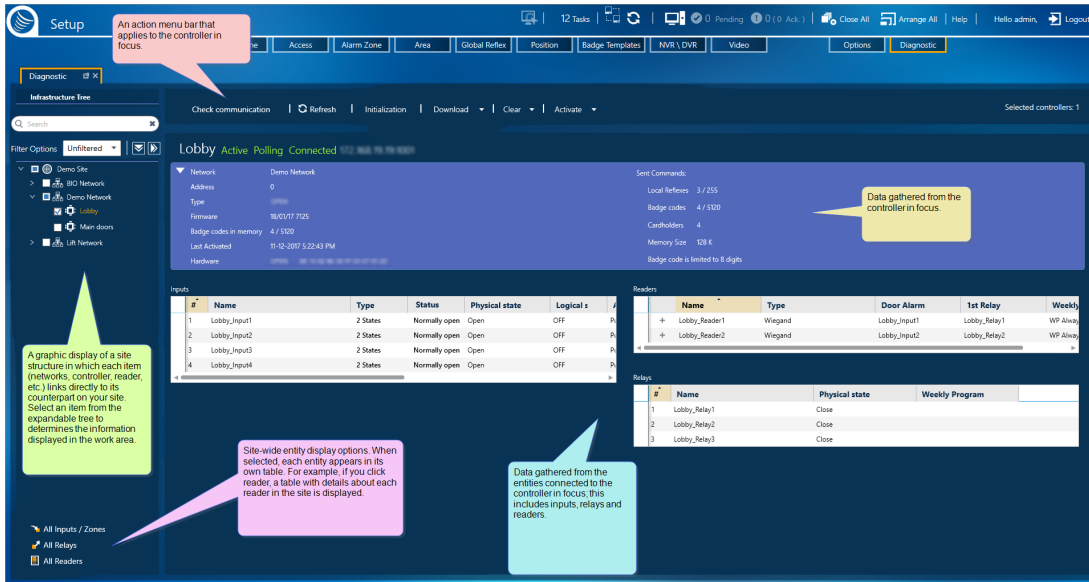 Setup
12 Tasks
0 Pending
0 ( 0 Ack. )
Close All
Arrange All
Help
Hello admin,
Logout
An action menu bar that
applies to the controller in
focus.
Access
Alarm Zone
Area
Global Reflex
Position
Badge Templates
NVR \ DVR
Video
Options
Diagnostic
Diagnostic
Infrastructure Tree
Search
Filter Options Unfiltered
Demo Site
BIO Network
Demo Network
Lobby
Main doors
Lift Network
A graphic display of a site
structure in which each item
(networks, controller, reader,
etc.) links directly to its
counterpart on your site.
Select an item from the
expandable tree to
determines the information
displayed in the work area.
All Inputs / Zones
All Relays
All Readers
Check communication | Refresh | Initialization | Download | Clear | Activate
Selected controllers: 1
Lobby Active Polling Connected
Network Demo Network
Address 0
Type
Firmware 18/01/17 7125
Badge codes in memory 4 / 5120
Last Activated 11-12-2017 5:22:43 PM
Hardware
Sent Commands:
Local Reflexes 3 / 255
Badge codes 4 / 5120
Cardholders 4
Memory Size 128 K
Badge code is limited to 8 digits
Data gathered from the
controller in focus.
Inputs
# Name Type Status Physical state Logical s
1 Lobby_Input1 2 States Normally open Open OFF
2 Lobby_Input2 2 States Normally open Open OFF
3 Lobby_Input3 2 States Normally open Open OFF
4 Lobby_Input4 2 States Normally open Open OFF
Readers
Name Type Door Alarm 1st Relay Weekly
+ Lobby_Reader1 Wiegand Lobby_Input1 Lobby_Relay1 WP Alway
+ Lobby_Reader2 Wiegand Lobby_Input2 Lobby_Relay2 WP Alway
Relays
# Name Physical state Weekly Program
1 Lobby_Relay1 Close
2 Lobby_Relay2 Close
3 Lobby_Relay3 Close
Site-wide entity display options. When
selected, each entity appears in its
own table. For example, if you click
reader, a table with details about each
reader in the site is displayed.
Data gathered from the
entities connected to the
controller in focus; this
includes inputs, relays and
readers.